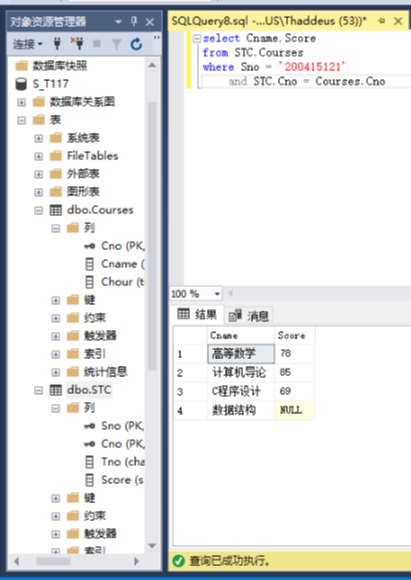 对象资源管理器
连接
数据库快照
S_T117
数据库关系图
表
系统表
FileTables
外部表
图形表
dbo.Courses
列
Cno (PK,
Cname (
Chour (t
键
约束
触发器
索引
统计信息
dbo.STC
列
Sno (PK,
Cno (PK,
Tno (cha
Score (s
键
约束
触发器
索引
SQLQuery8.sql -...US\Thaddeus (53))*
select Cname,Score
from STC,Courses
where Sno = '200415121'
and STC.Cno = Courses.Cno
100 %
结果 消息
Cname Score
1 高等数学 78
2 计算机导论 85
3 C程序设计 69
4 数据结构 NULL
查询已成功执行。